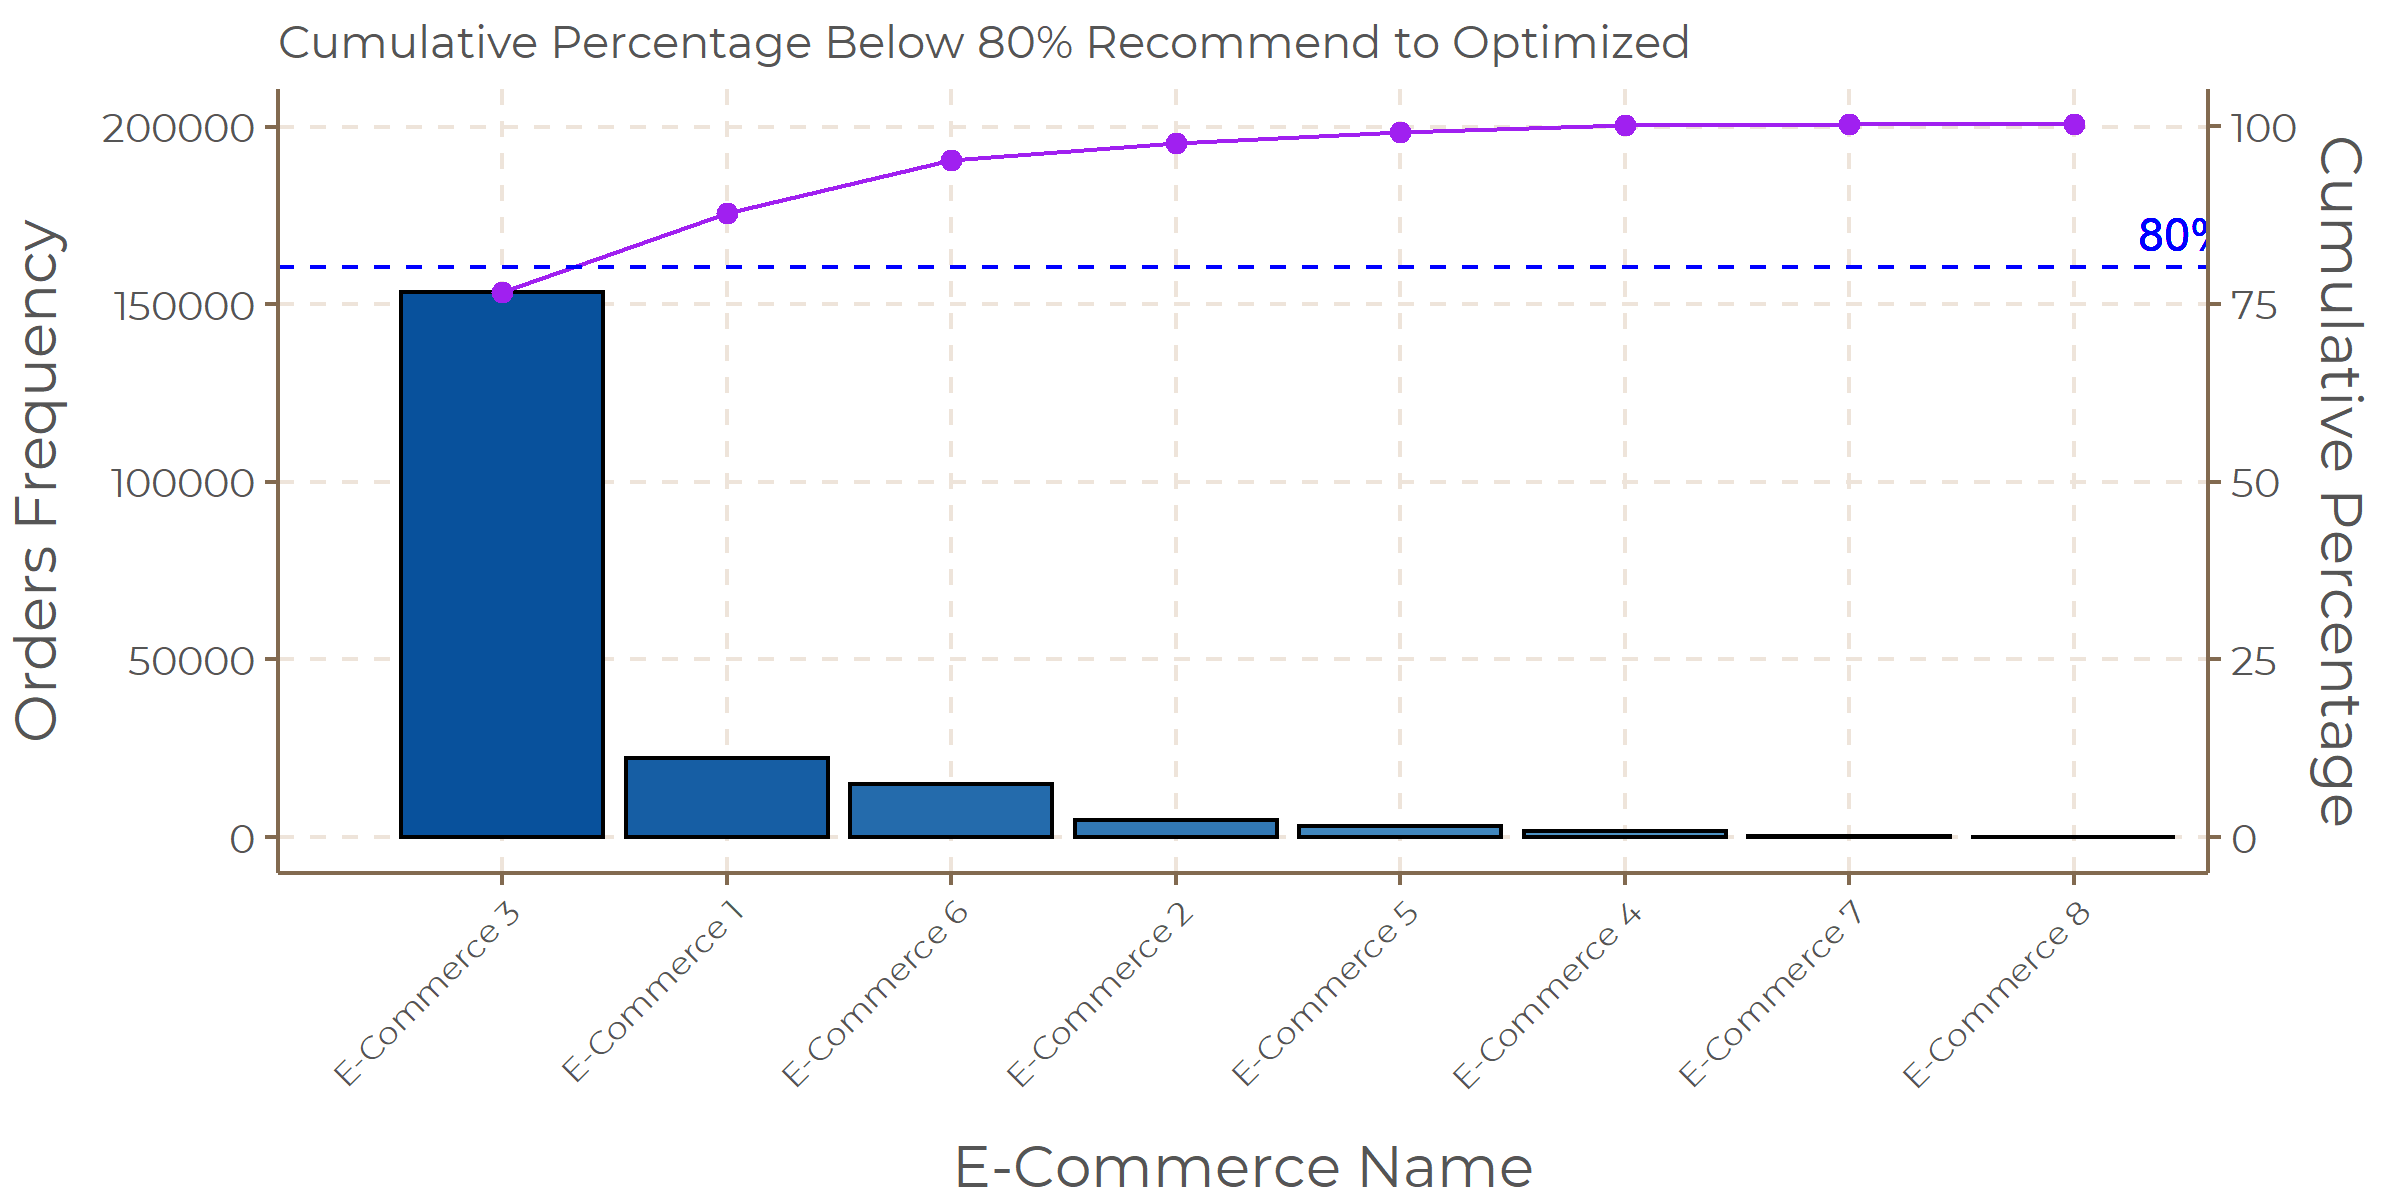 Cumulative Percentage Below 80% Recommend to Optimized
Orders Frequency
200000
150000
100000
50000
0
80%
100
75
50
25
0
Cumulative Percentage
E-Commerce 3
E-Commerce 1
E-Commerce 6
E-Commerce 2
E-Commerce 5
E-Commerce 4
E-Commerce 7
E-Commerce 8
E-Commerce Name